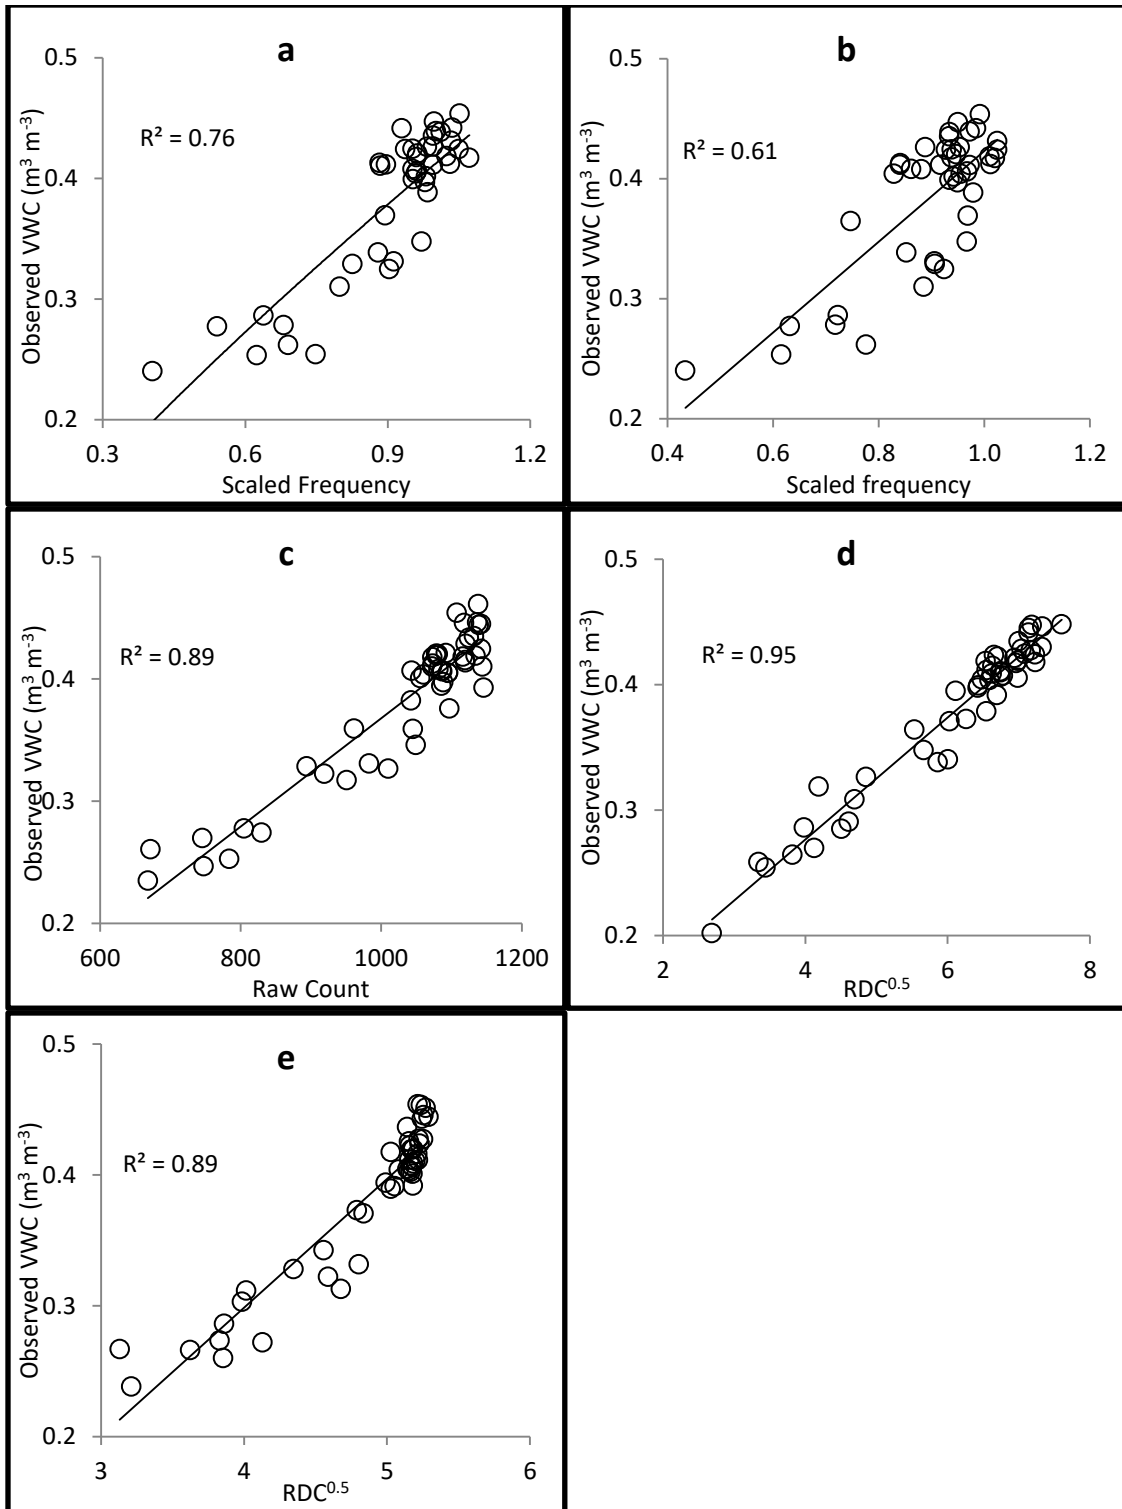 a
Observed VWC (m³ m⁻³)
0.5
0.4
0.3
0.2
R² = 0.76
0.3 0.6 0.9 1.2
Scaled Frequency
b
Observed VWC (m³ m⁻³)
0.5
0.4
0.3
0.2
R² = 0.61
0.4 0.6 0.8 1.0 1.2
Scaled frequency
c
Observed VWC (m³ m⁻³)
0.5
0.4
0.3
0.2
R² = 0.89
600 800 1000 1200
Raw Count
d
Observed VWC (m³ m⁻³)
0.5
0.4
0.3
0.2
R² = 0.95
2 4 6 8
RDC⁰·⁵
e
Observed VWC (m³ m⁻³)
0.5
0.4
0.3
0.2
R² = 0.89
3 4 5 6
RDC⁰·⁵